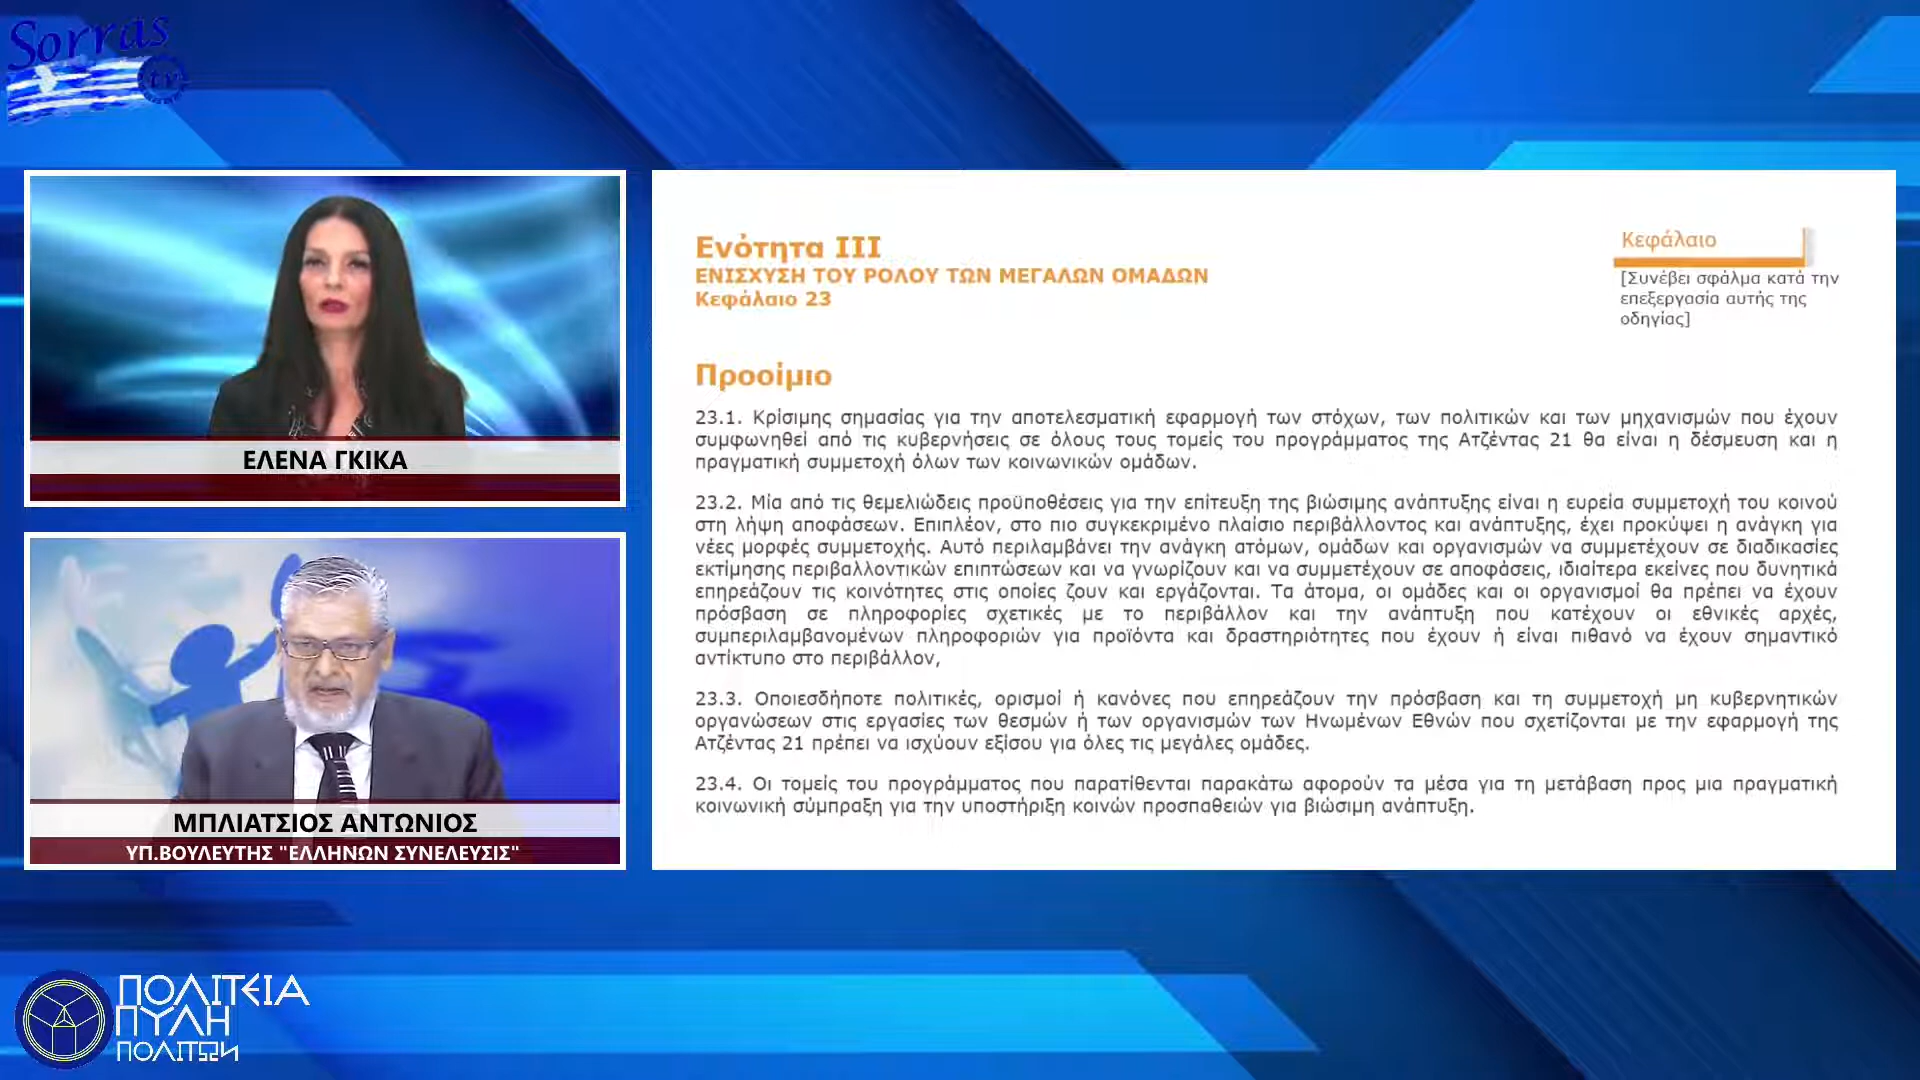 Sorras
tv
ΕΛΕΝΑ ΓΚΙΚΑ
ΜΠΛΙΑΤΣΙΟΣ ΑΝΤΩΝΙΟΣ
ΥΠ.ΒΟΥΛΕΥΤΗΣ "ΕΛΛΗΝΩΝ ΣΥΝΕΛΕΥΣΙΣ"
Ενότητα III
ΕΝΙΣΧΥΣΗ ΤΟΥ ΡΟΛΟΥ ΤΩΝ ΜΕΓΑΛΩΝ ΟΜΑΔΩΝ
Κεφάλαιο 23
Κεφάλαιο
[Συνέβει σφάλμα κατά την
επεξεργασία αυτής της
οδηγίας]
Προοίμιο
23.1. Κρίσιμης σημασίας για την αποτελεσματική εφαρμογή των στόχων, των πολιτικών και των μηχανισμών που έχουν
συμφωνηθεί από τις κυβερνήσεις σε όλους τους τομείς του προγράμματος της Ατζέντας 21 θα είναι η δέσμευση και η
πραγματική συμμετοχή όλων των κοινωνικών ομάδων.
23.2. Μία από τις θεμελιώδεις προϋποθέσεις για την επίτευξη της βιώσιμης ανάπτυξης είναι η ευρεία συμμετοχή του κοινού
στη λήψη αποφάσεων. Επιπλέον, στο πιο συγκεκριμένο πλαίσιο περιβάλλοντος και ανάπτυξης, έχει προκύψει η ανάγκη για
νέες μορφές συμμετοχής. Αυτό περιλαμβάνει την ανάγκη ατόμων, ομάδων και οργανισμών να συμμετέχουν σε διαδικασίες
εκτίμησης περιβαλλοντικών επιπτώσεων και να γνωρίζουν και να συμμετέχουν σε αποφάσεις, ιδιαίτερα εκείνες που δυνητικά
επηρεάζουν τις κοινότητες στις οποίες ζουν και εργάζονται. Τα άτομα, οι ομάδες και οι οργανισμοί θα πρέπει να έχουν
πρόσβαση σε πληροφορίες σχετικές με το περιβάλλον και την ανάπτυξη που κατέχουν οι εθνικές αρχές,
συμπεριλαμβανομένων πληροφοριών για προϊόντα και δραστηριότητες που έχουν ή είναι πιθανό να έχουν σημαντικό
αντίκτυπο στο περιβάλλον,
23.3. Οποιεσδήποτε πολιτικές, ορισμοί ή κανόνες που επηρεάζουν την πρόσβαση και τη συμμετοχή μη κυβερνητικών
οργανώσεων στις εργασίες των θεσμών ή των οργανισμών των Ηνωμένων Εθνών που σχετίζονται με την εφαρμογή της
Ατζέντας 21 πρέπει να ισχύουν εξίσου για όλες τις μεγάλες ομάδες.
23.4. Οι τομείς του προγράμματος που παρατίθενται παρακάτω αφορούν τα μέσα για τη μετάβαση προς μια πραγματική
κοινωνική σύμπραξη για την υποστήριξη κοινών προσπαθειών για βιώσιμη ανάπτυξη.
ΠΟΛΙΤΕΙΑ
ΠΥΛΗ
ΠΟΛΙΤΩΝ